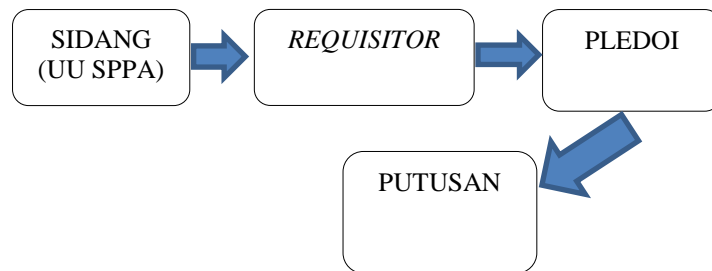 SIDANG
(UU SPPA)
REQUISITOR
PLEDOI
PUTUSAN